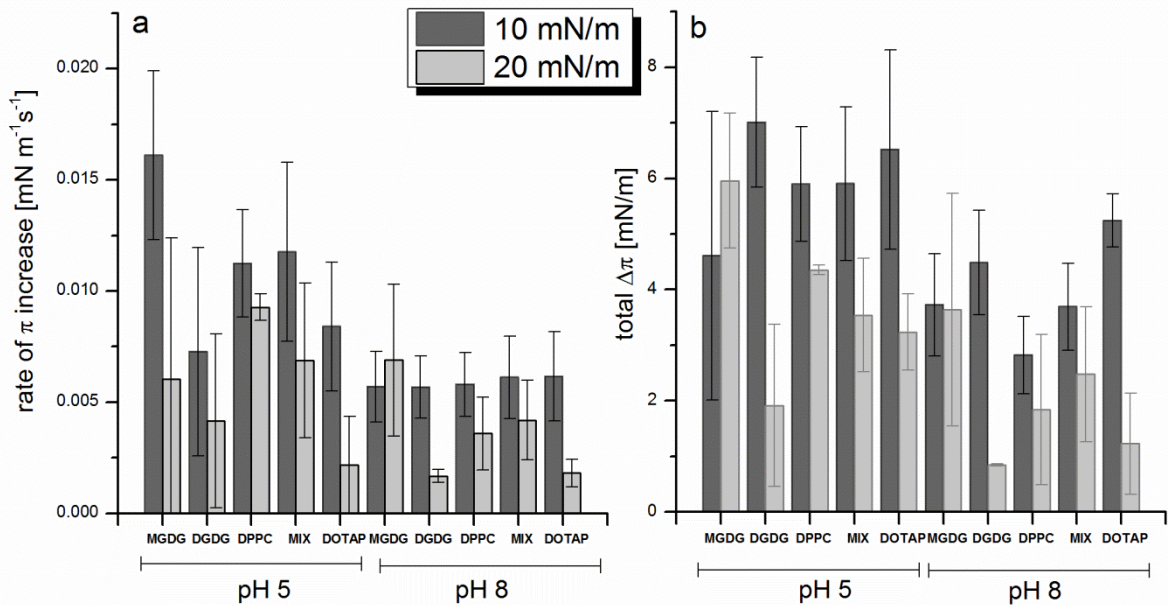 a
10 mN/m
20 mN/m
rate of π increase [mN m⁻¹s⁻¹]
0.020
0.015
0.010
0.005
0.000
MGDG DGDG DPPC MIX DOTAP MGDG DGDG DPPC MIX DOTAP
pH 5 pH 8
b
total Δπ [mN/m]
8
6
4
2
0
MGDG DGDG DPPC MIX DOTAP MGDG DGDG DPPC MIX DOTAP
pH 5 pH 8